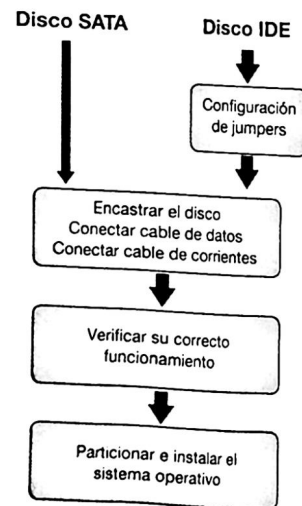 Disco SATA
Disco IDE
Configuración
de jumpers
Encastrar el disco
Conectar cable de datos
Conectar cable de corrientes
Verificar su correcto
funcionamiento
Particionar e instalar el
sistema operativo